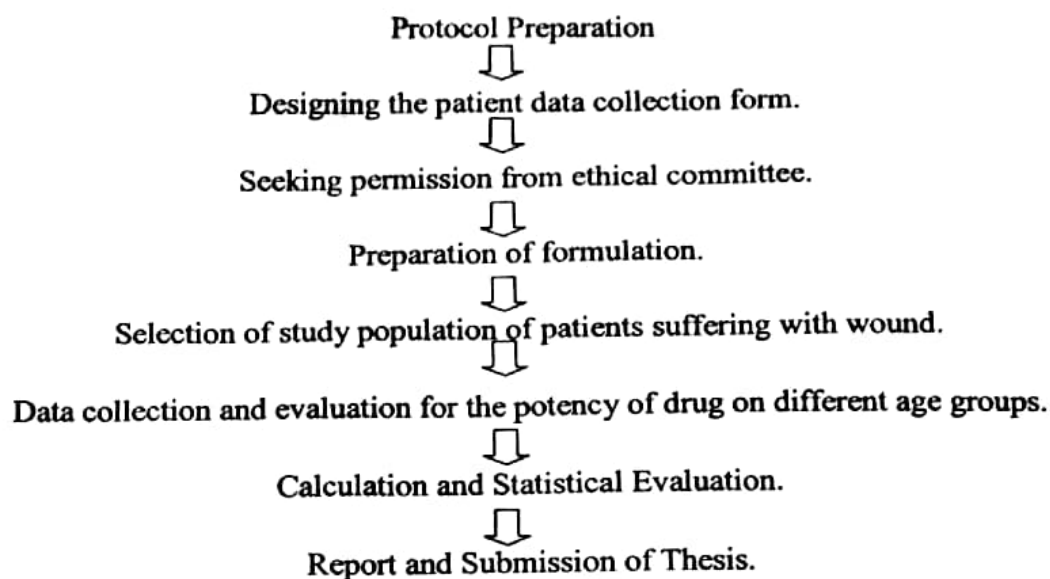 Protocol Preparation
Designing the patient data collection form.
Seeking permission from ethical committee.
Preparation of formulation.
Selection of study population of patients suffering with wound.
Data collection and evaluation for the potency of drug on different age groups.
Calculation and Statistical Evaluation.
Report and Submission of Thesis.